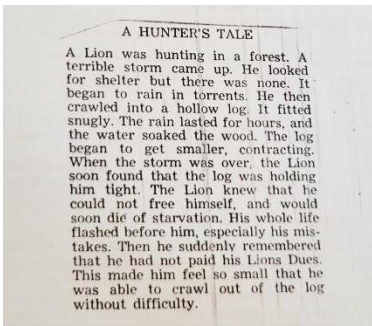 A HUNTER'S TALE
A Lion was hunting in a forest. A
terrible storm came up. He looked
for shelter but there was none. It
began to rain in torrents. He then
crawled into a hollow log. It fitted
snugly. The rain lasted for hours, and
the water soaked the wood. The log
began to get smaller, contracting.
When the storm was over, the Lion
soon found that the log was holding
him tight. The Lion knew that he
could not free himself, and would
soon die of starvation. His whole life
flashed before him, especially his mis-
takes. Then he suddenly remembered
that he had not paid his Lions Dues.
This made him feel so small that he
was able to crawl out of the log
without difficulty.